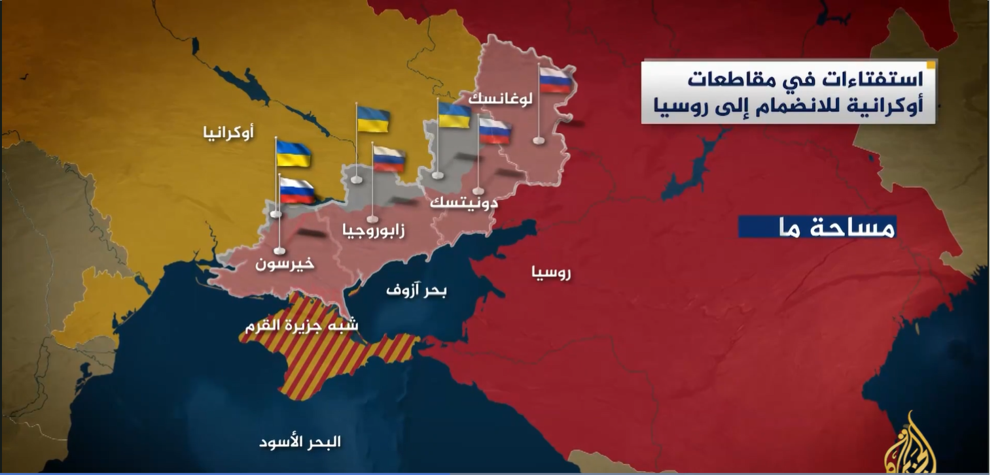 استفتاءات في مقاطعات
أوكرانية للانضمام إلى روسيا
لوغانسك
أوكرانيا
دونيتسك
زابوروجيا
مساحة ما
خيرسون
روسيا
بحر آزوف
شبه جزيرة القرم
البحر الأسود